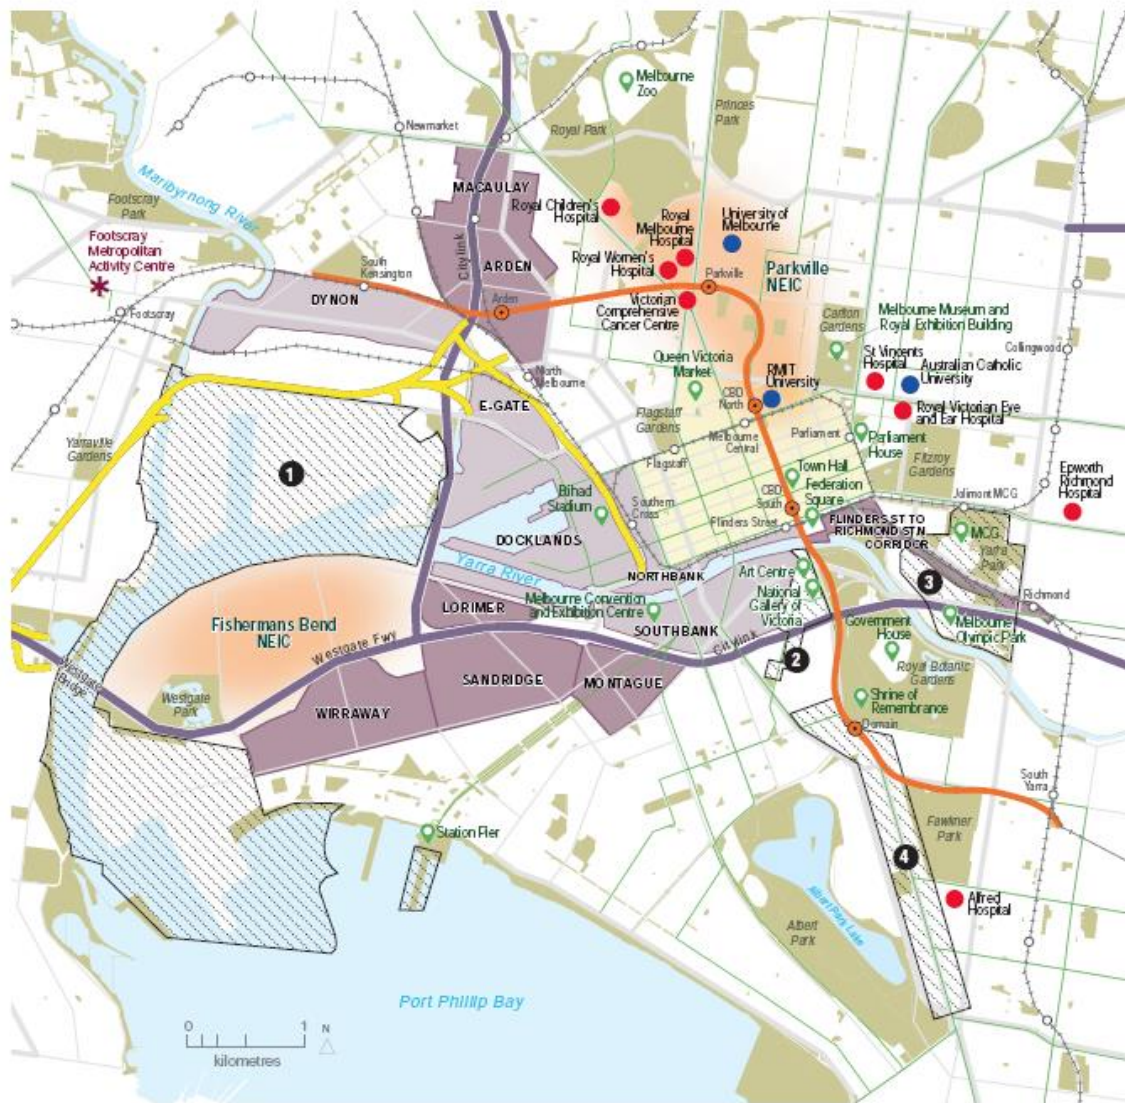 Melbourne
Zoo
Princes
Park
Royal Park
Newmarket
Maribyrnong River
MACAULAY
Footscray
Park
Royal Children's
Hospital
Royal
Melbourne
Hospital
University of
Melbourne
Footscray
Metropolitan
Activity Centre
Citylink
ARDEN
South
Kensington
Royal Women's
Hospital
Parkville
Parkville
NEIC
DYNON
Arden
Victorian
Comprehensive
Cancer Centre
Footscray
Carlton
Gardens
Melbourne Museum and
Royal Exhibition Building
Collingwood
Queen Victoria
Market
St Vincents
Hospital
Australian Catholic
University
North
Melbourne
RMIT
University
CBD
North
E-GATE
Royal Victorian Eye
and Ear Hospital
Flagstaff
Gardens
Melbourne
Central
Parliament
Parliament
House
Yarraville
Gardens
Flagstaff
Fitzroy
Gardens
1
Town Hall
Federation
Square
Epworth
Richmond
Hospital
Etihad
Stadium
Southern
Cross
CBD
South
Jolimont MCG
Flinders Street
FLINDERS ST TO
RICHMOND STN
CORRIDOR
MCG
Yarra
Park
DOCKLANDS
Yarra River
NORTHBANK
Art Centre
3
LORIMER
Melbourne Convention
and Exhibition Centre
National
Gallery of
Victoria
Richmond
Fishermans Bend
NEIC
SOUTHBANK
Government
House
Melbourne
Olympic Park
Westgate Fwy
Citylink
2
Westgate
Bridge
SANDRIDGE
MONTAGUE
Royal Botanic
Gardens
Westgate
Park
WIRRAWAY
Shrine of
Remembrance
Domain
South
Yarra
Fawkner
Park
Station Pier
4
Albert Park Lake
Alfred
Hospital
Albert
Park
Port Phillip Bay
0 1 N
kilometres